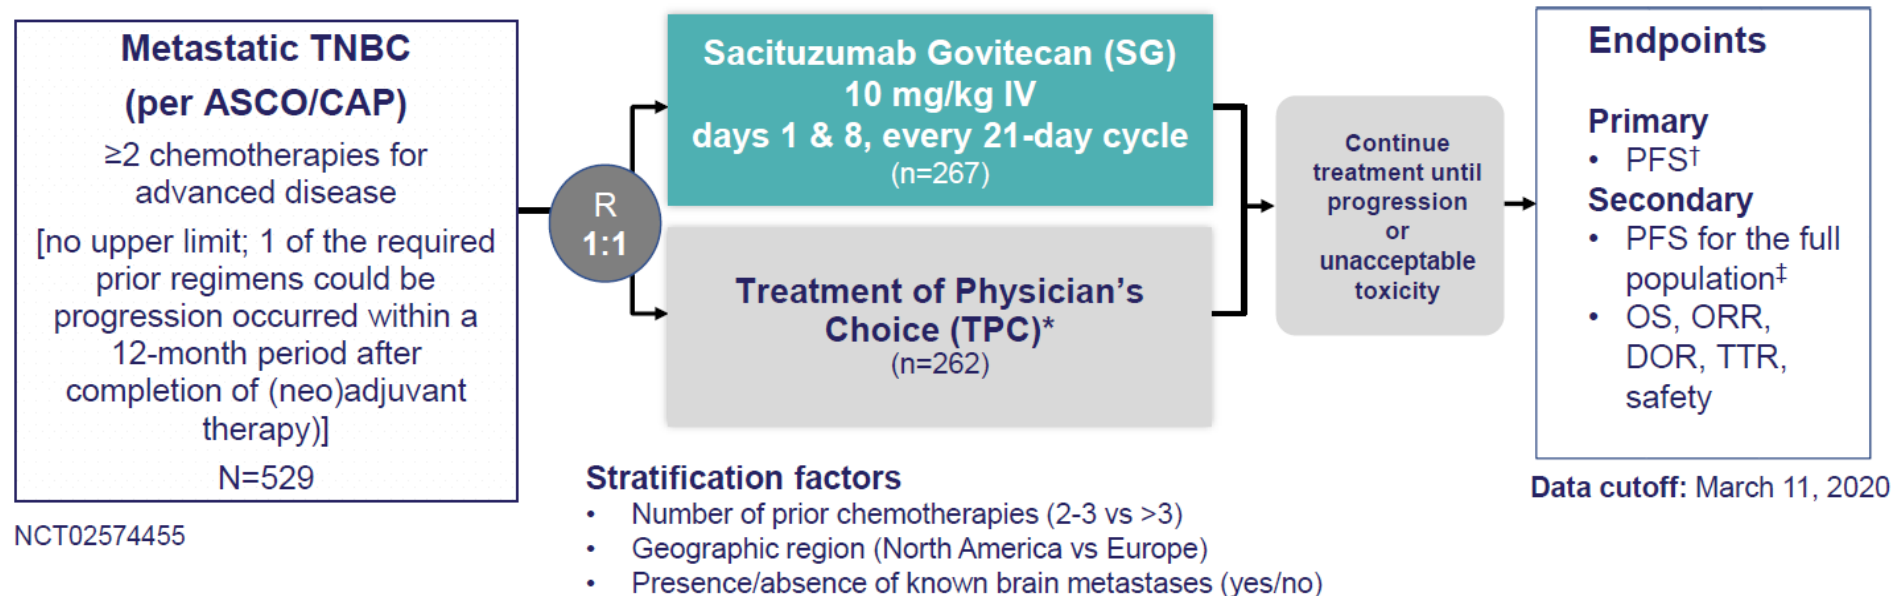 Metastatic TNBC
(per ASCO/CAP)
≥2 chemotherapies for
advanced disease
[no upper limit; 1 of the required
prior regimens could be
progression occurred within a
12-month period after
completion of (neo)adjuvant
therapy)]
N=529
NCT02574455
R
1:1
Sacituzumab Govitecan (SG)
10 mg/kg IV
days 1 & 8, every 21-day cycle
(n=267)
Treatment of Physician's
Choice (TPC)*
(n=262)
Continue
treatment until
progression
or
unacceptable
toxicity
Endpoints
Primary
• PFS†
Secondary
• PFS for the full
population‡
• OS, ORR,
DOR, TTR,
safety
Data cutoff: March 11, 2020
Stratification factors
• Number of prior chemotherapies (2-3 vs >3)
• Geographic region (North America vs Europe)
• Presence/absence of known brain metastases (yes/no)